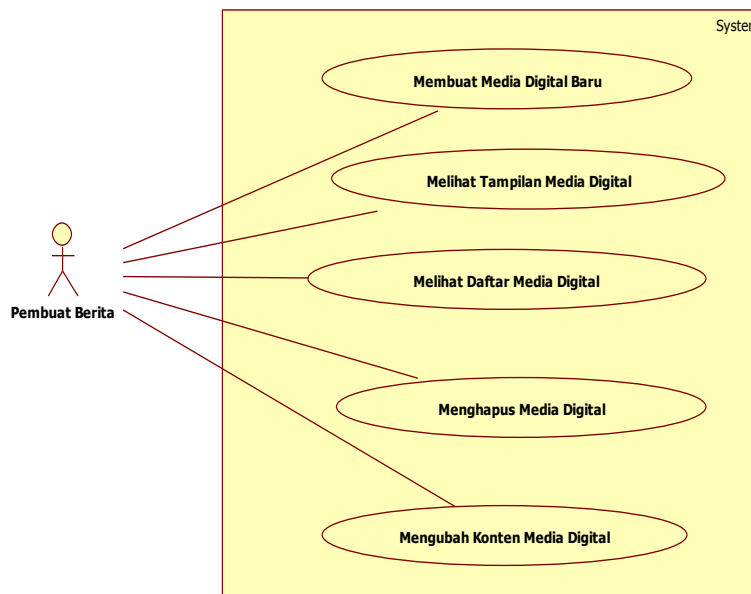 System
Membuat Media Digital Baru
Melihat Tampilan Media Digital
Melihat Daftar Media Digital
Pembuat Berita
Menghapus Media Digital
Mengubah Konten Media Digital